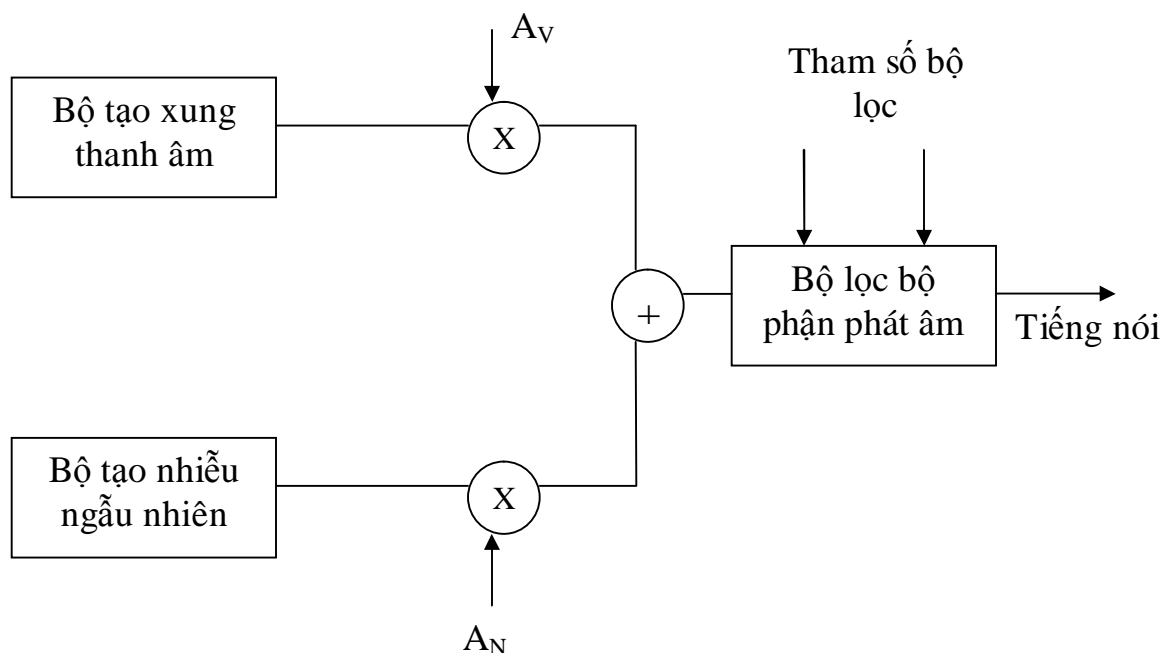 A_V
Tham số bộ
lọc
Bộ tạo xung
thanh âm
X
Bộ lọc bộ
phận phát âm
+
Tiếng nói
Bộ tạo nhiễu
ngẫu nhiên
X
A_N